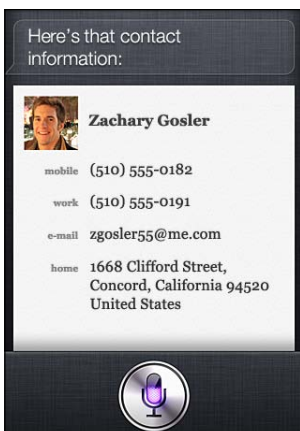 Here's that contact
information:
Zachary Gosler
mobile (510) 555-0182
work (510) 555-0191
e-mail zgosler55@me.com
home 1668 Clifford Street,
Concord, California 94520
United States